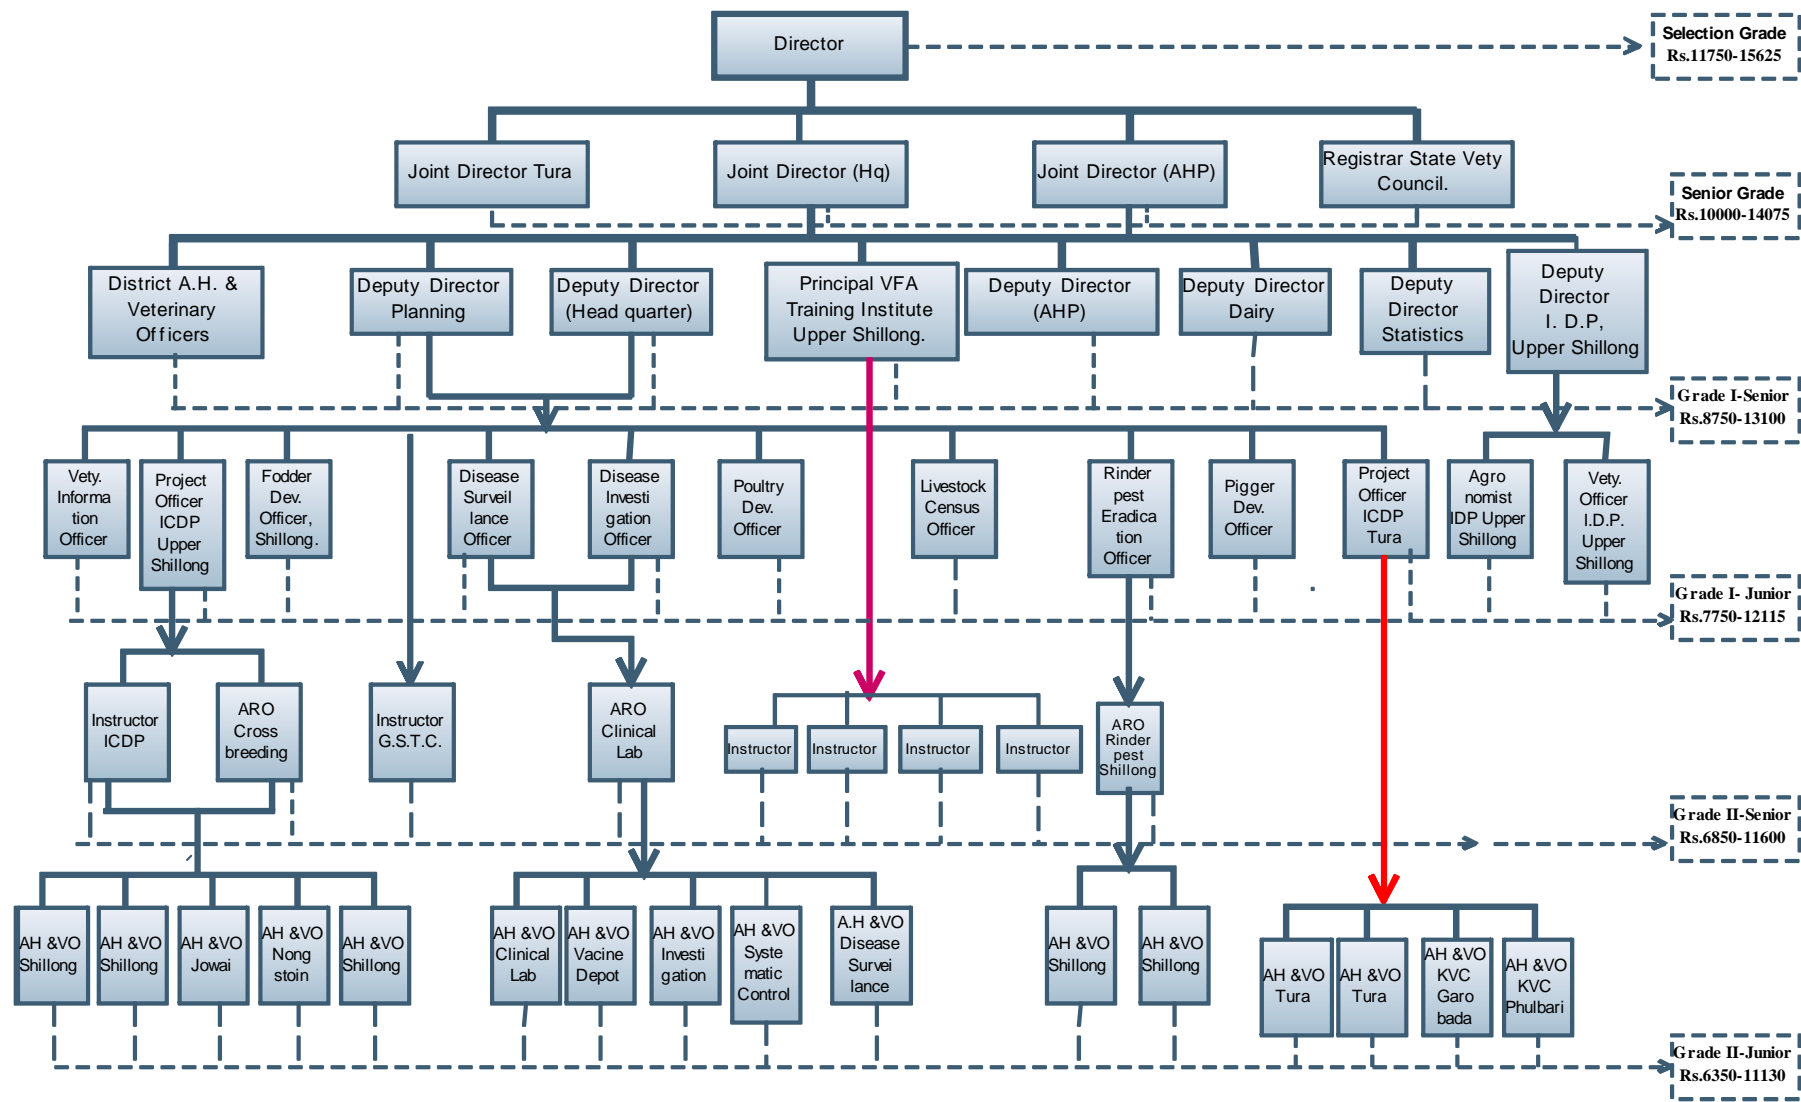 Director
Selection Grade
Rs.11750-15625
Joint Director Tura
Joint Director (Hq)
Joint Director (AHP)
Registrar State Vety
Council.
Senior Grade
Rs.10000-14075
District A.H. &
Veterinary
Officers
Deputy Director
Planning
Deputy Director
(Head quarter)
Principal VFA
Training Institute
Upper Shillong.
Deputy Director
(AHP)
Deputy Director
Dairy
Deputy
Director
Statistics
Deputy
Director
I. D.P,
Upper Shillong
Grade I-Senior
Rs.8750-13100
Vety.
Informa
tion
Officer
Project
Officer
ICDP
Upper
Shillong
Fodder
Dev.
Officer,
Shillong.
Disease
Surveil
lance
Officer
Disease
Investi
gation
Officer
Poultry
Dev.
Officer
Livestock
Census
Officer
Rinder
pest
Eradica
tion
Officer
Pigger
Dev.
Officer
Project
Officer
ICDP
Tura
Agro
nomist
IDP Upper
Shillong
Vety.
Officer
I.D.P.
Upper
Shillong
Grade I- Junior
Rs.7750-12115
Instructor
ICDP
ARO
Cross
breeding
Instructor
G.S.T.C.
ARO
Clinical
Lab
Instructor
Instructor
Instructor
Instructor
ARO
Rinder
pest
Shillong
Grade II-Senior
Rs.6850-11600
AH &VO
Shillong
AH &VO
Shillong
AH &VO
Jowai
AH &VO
Nong
stoin
AH &VO
Shillong
AH &VO
Clinical
Lab
AH &VO
Vacine
Depot
AH &VO
Investi
gation
AH &VO
Syste
matic
Control
A.H &VO
Disease
Survei
lance
AH &VO
Shillong
AH &VO
Shillong
AH &VO
Tura
AH &VO
Tura
AH &VO
KVC
Garo
bada
AH &VO
KVC
Phulbari
Grade II-Junior
Rs.6350-11130